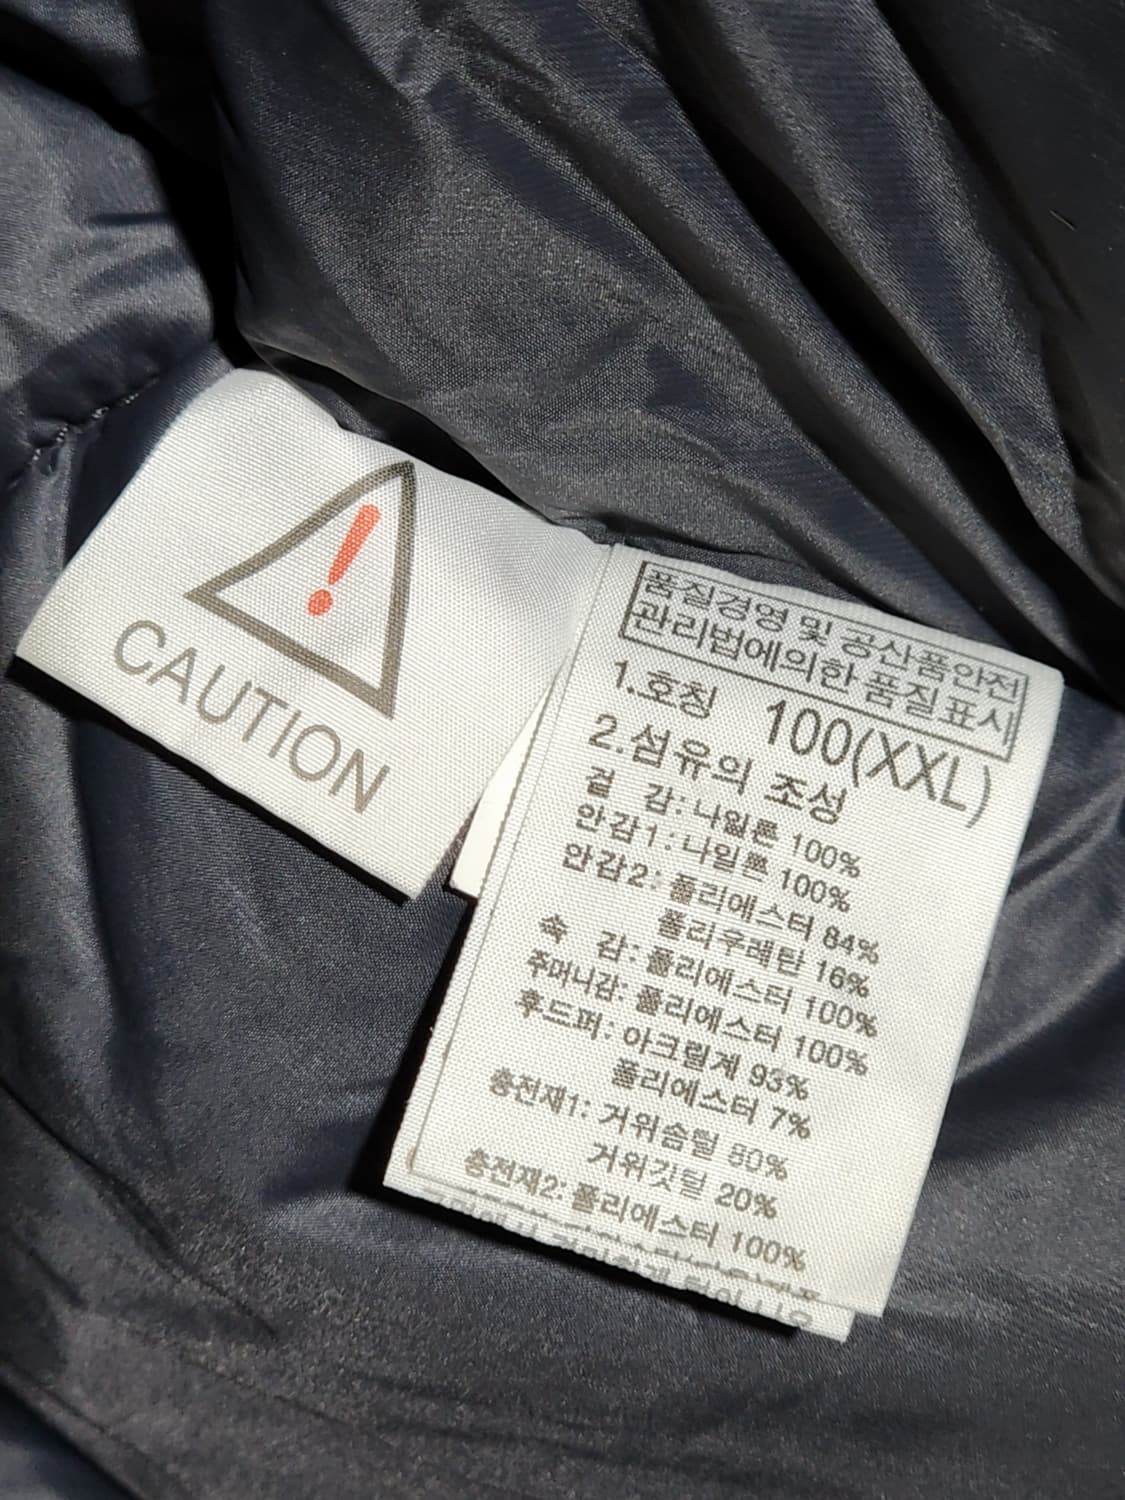 CAUTION
품질경영 및 공산품안전
관리법에의한 품질표시
1.호칭 100(XXL)
2.섬유의 조성
겉 감: 나일론 100%
안감1: 나일론 100%
안감2: 폴리에스터 84%
폴리우레탄 16%
속 감: 폴리에스터 100%
주머니감: 폴리에스터 100%
후드퍼: 아크릴계 93%
폴리에스터 7%
충전재1: 거위솜털 80%
거위깃털 20%
충전재2: 폴리에스터 100%